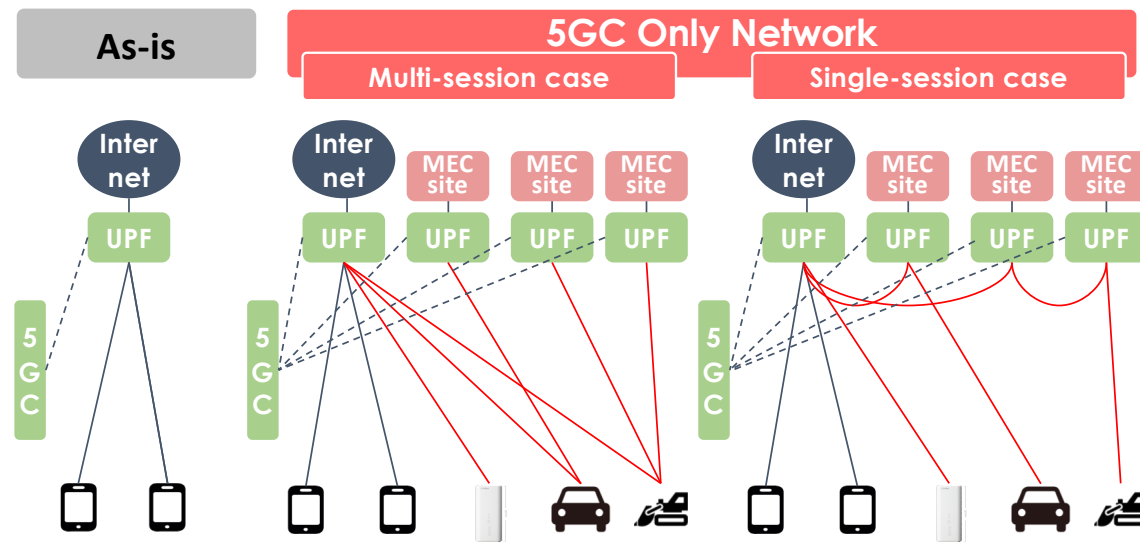 As-is
5GC Only Network
Multi-session case
Single-session case
Inter
net
UPF
5
G
C
Inter
net
MEC
site
MEC
site
MEC
site
UPF
UPF
UPF
UPF
5
G
C
Inter
net
MEC
site
MEC
site
MEC
site
UPF
UPF
UPF
UPF
5
G
C